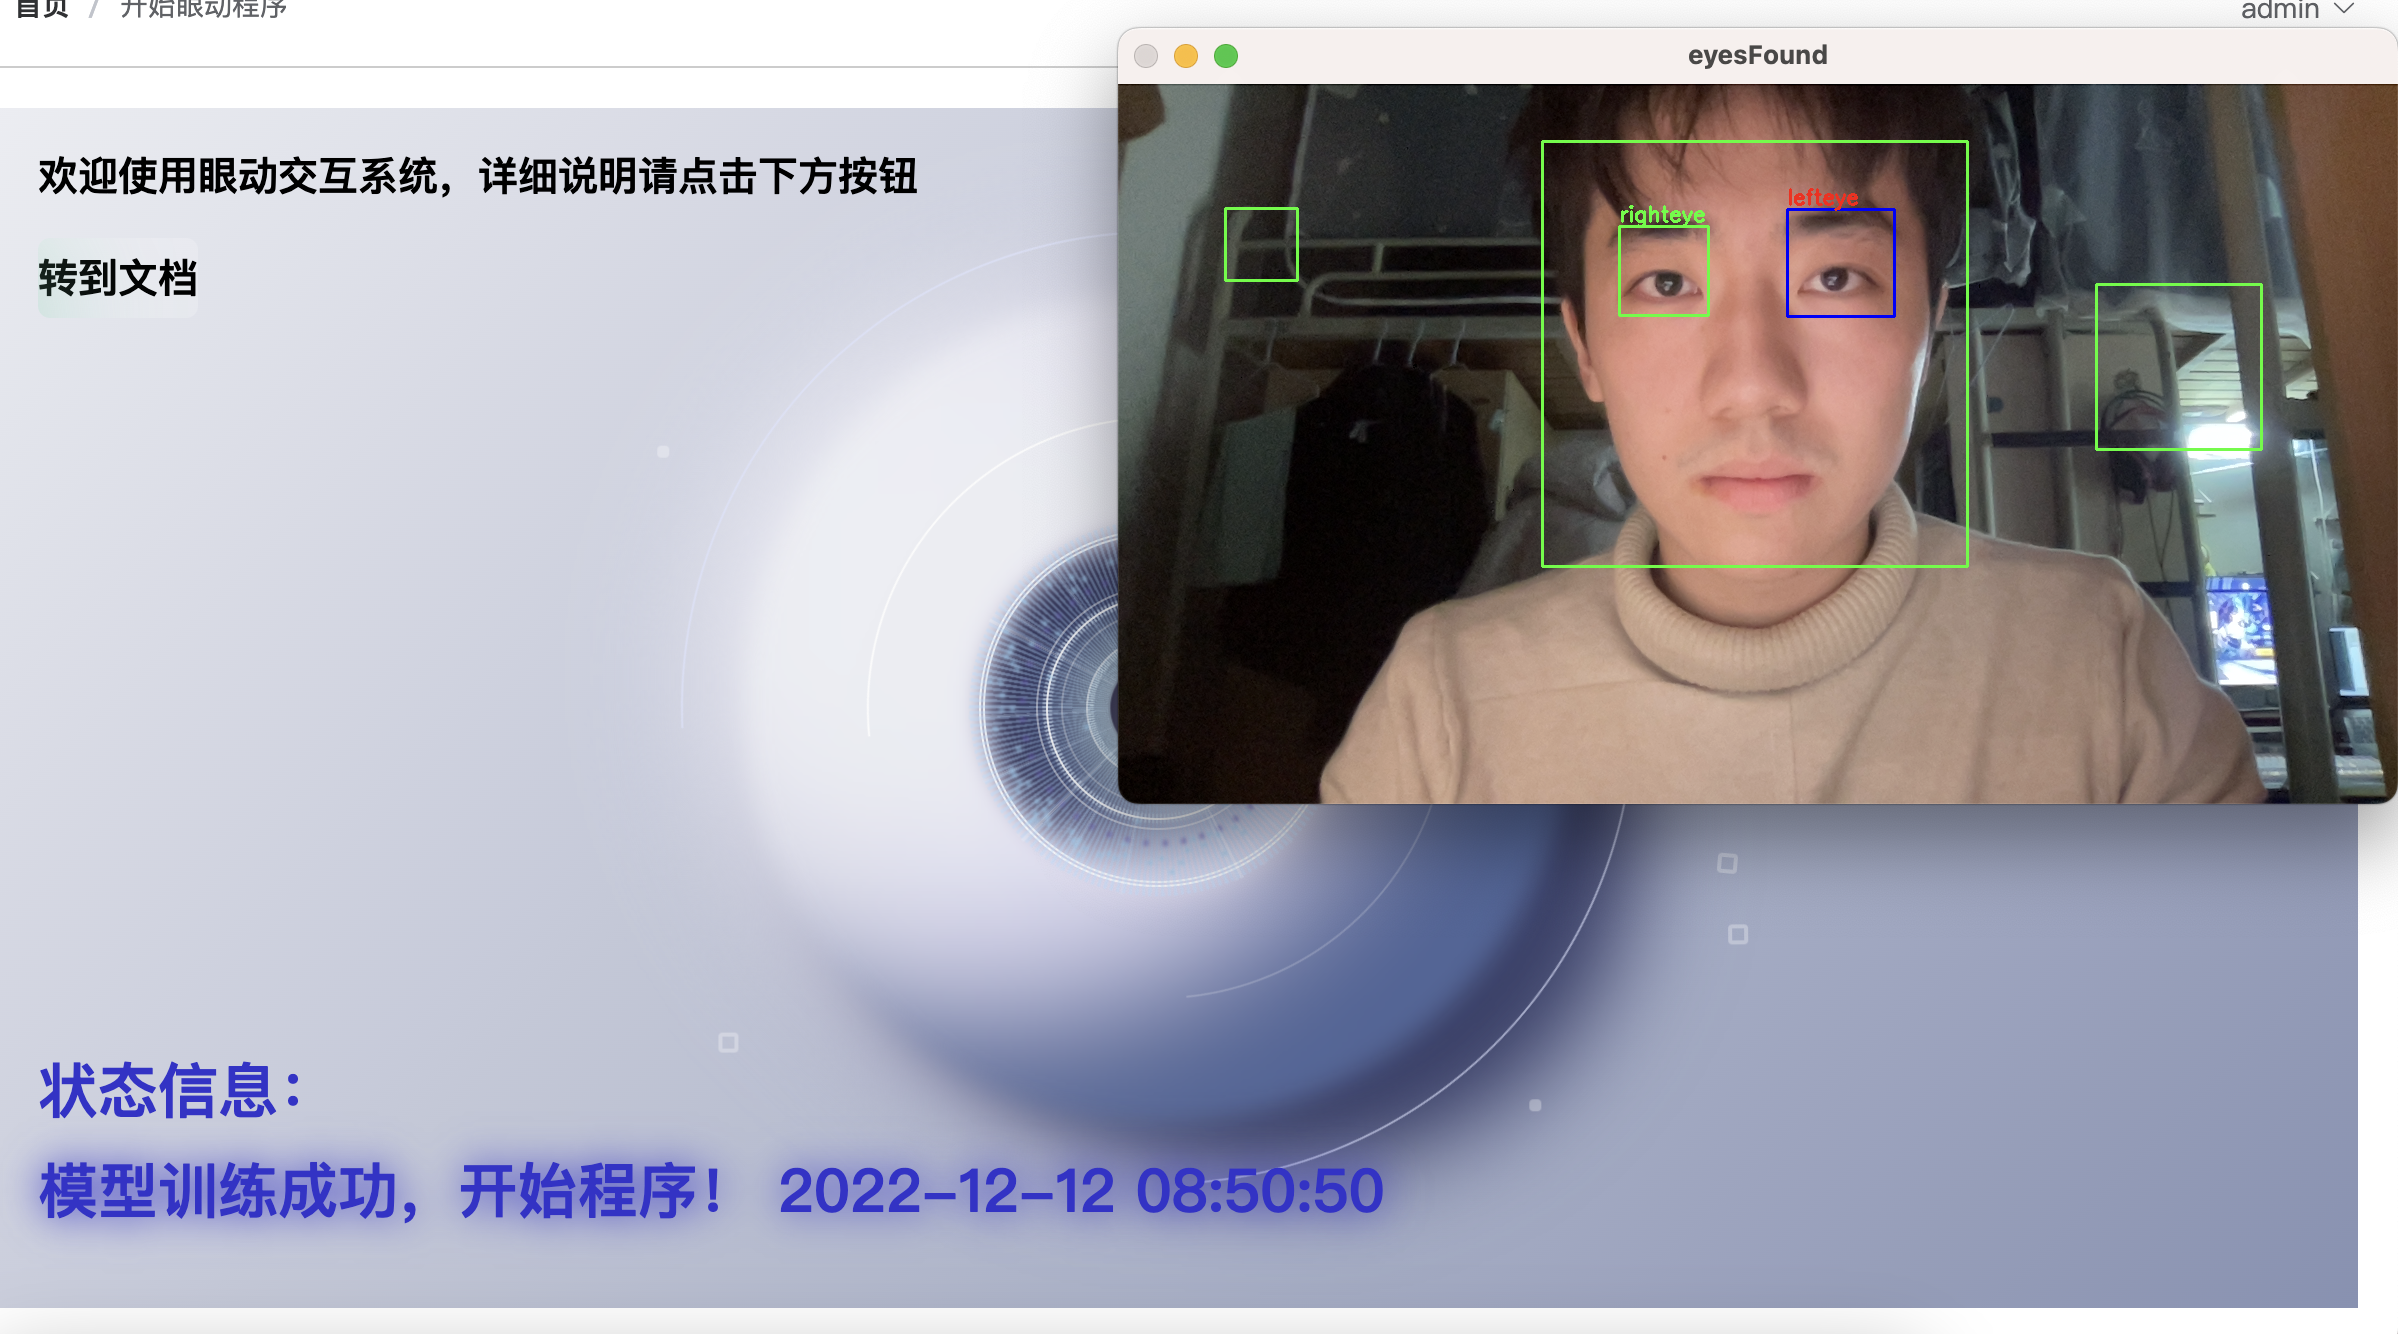 首页 / 开始眼动程序
admin
eyesFound
欢迎使用眼动交互系统，详细说明请点击下方按钮
转到文档
righteye
lefteye
状态信息：
模型训练成功，开始程序！ 2022-12-12 08:50:50